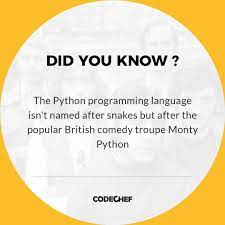 DID YOU KNOW ?
The Python programming language
isn't named after snakes but after the
popular British comedy troupe Monty
Python
CODECHEF